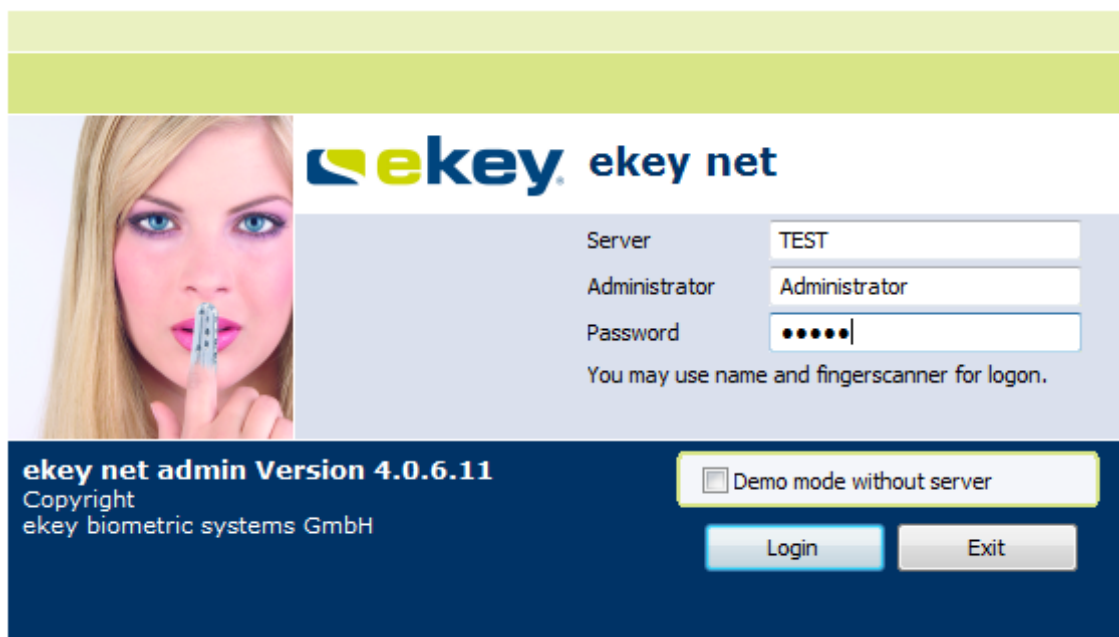 ekey ekey net
Server TEST
Administrator Administrator
Password •••••
You may use name and fingerscanner for logon.
ekey net admin Version 4.0.6.11
Copyright
ekey biometric systems GmbH
Demo mode without server
Login Exit